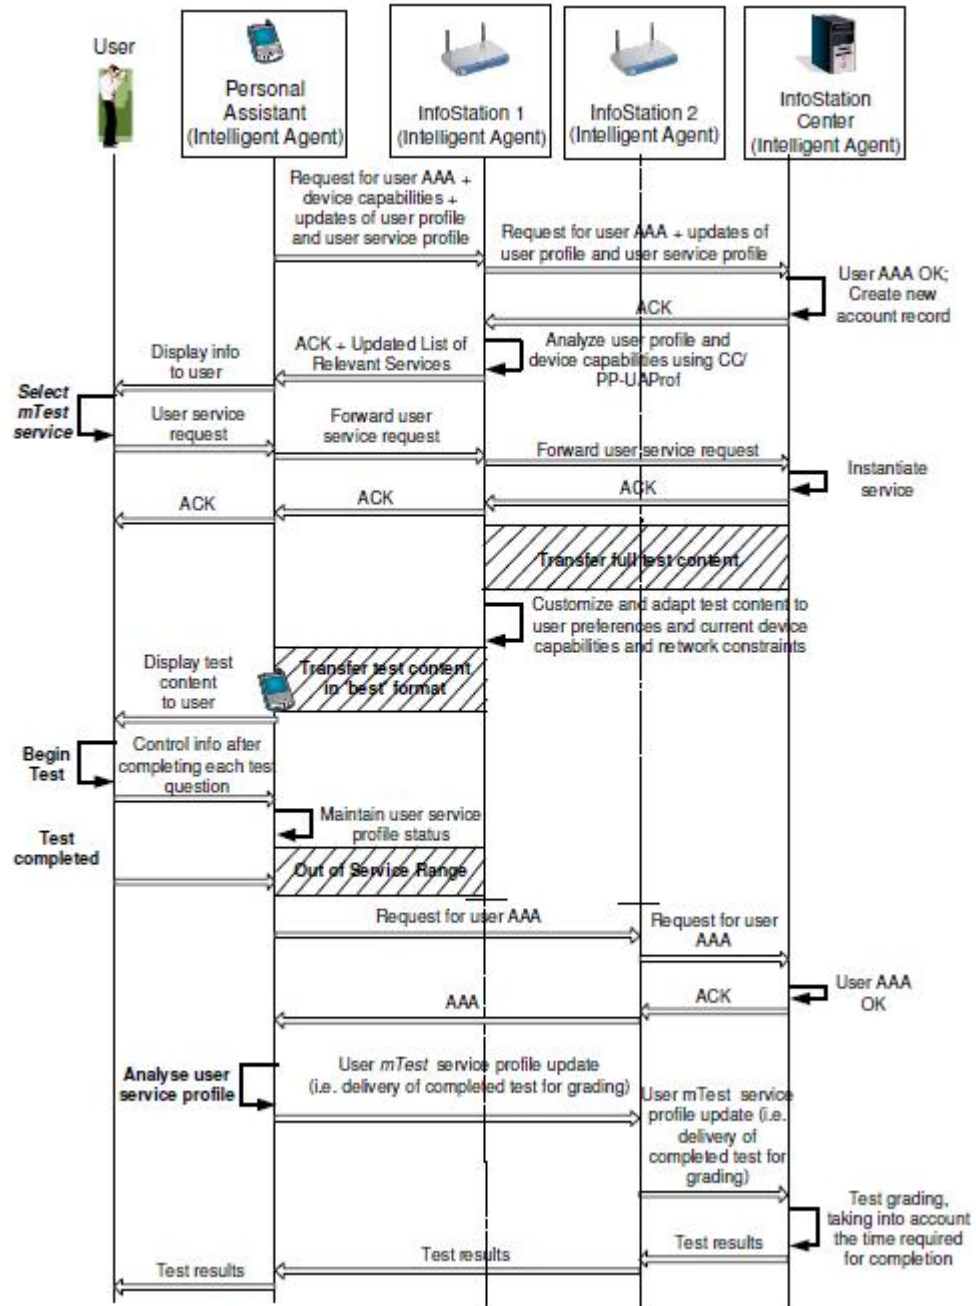 User
Personal
Assistant
(Intelligent Agent)
InfoStation 1
(Intelligent Agent)
InfoStation 2
(Intelligent Agent)
InfoStation
Center
(Intelligent Agent)
Request for user AAA +
device capabilities +
updates of user profile
and user service profile
Request for user AAA + updates of
user profile and user service profile
User AAA OK;
Create new
account record
ACK
Analyze user profile and
device capabilities using CC/
PP-UAProf
ACK + Updated List of
Relevant Services
Display info
to user
Select
mTest
service
User service
request
Forward user
service request
Forward user service request
Instantiate
service
ACK
ACK
ACK
Transfer full test content
Customize and adapt test content to
user preferences and current device
capabilities and network constraints
Transfer test content
in 'best' format
Display test
content
to user
Begin
Test
Control info after
completing each test
question
Maintain user service
profile status
Test
completed
Out of Service Range
Request for user AAA
Request for user
AAA
User AAA
OK
ACK
AAA
Analyse user
service profile
User mTest service profile update
(i.e. delivery of completed test for grading)
User mTest service
profile update (i.e.
delivery of
completed test for
grading)
Test grading,
taking into account
the time required
for completion
Test results
Test results
Test results